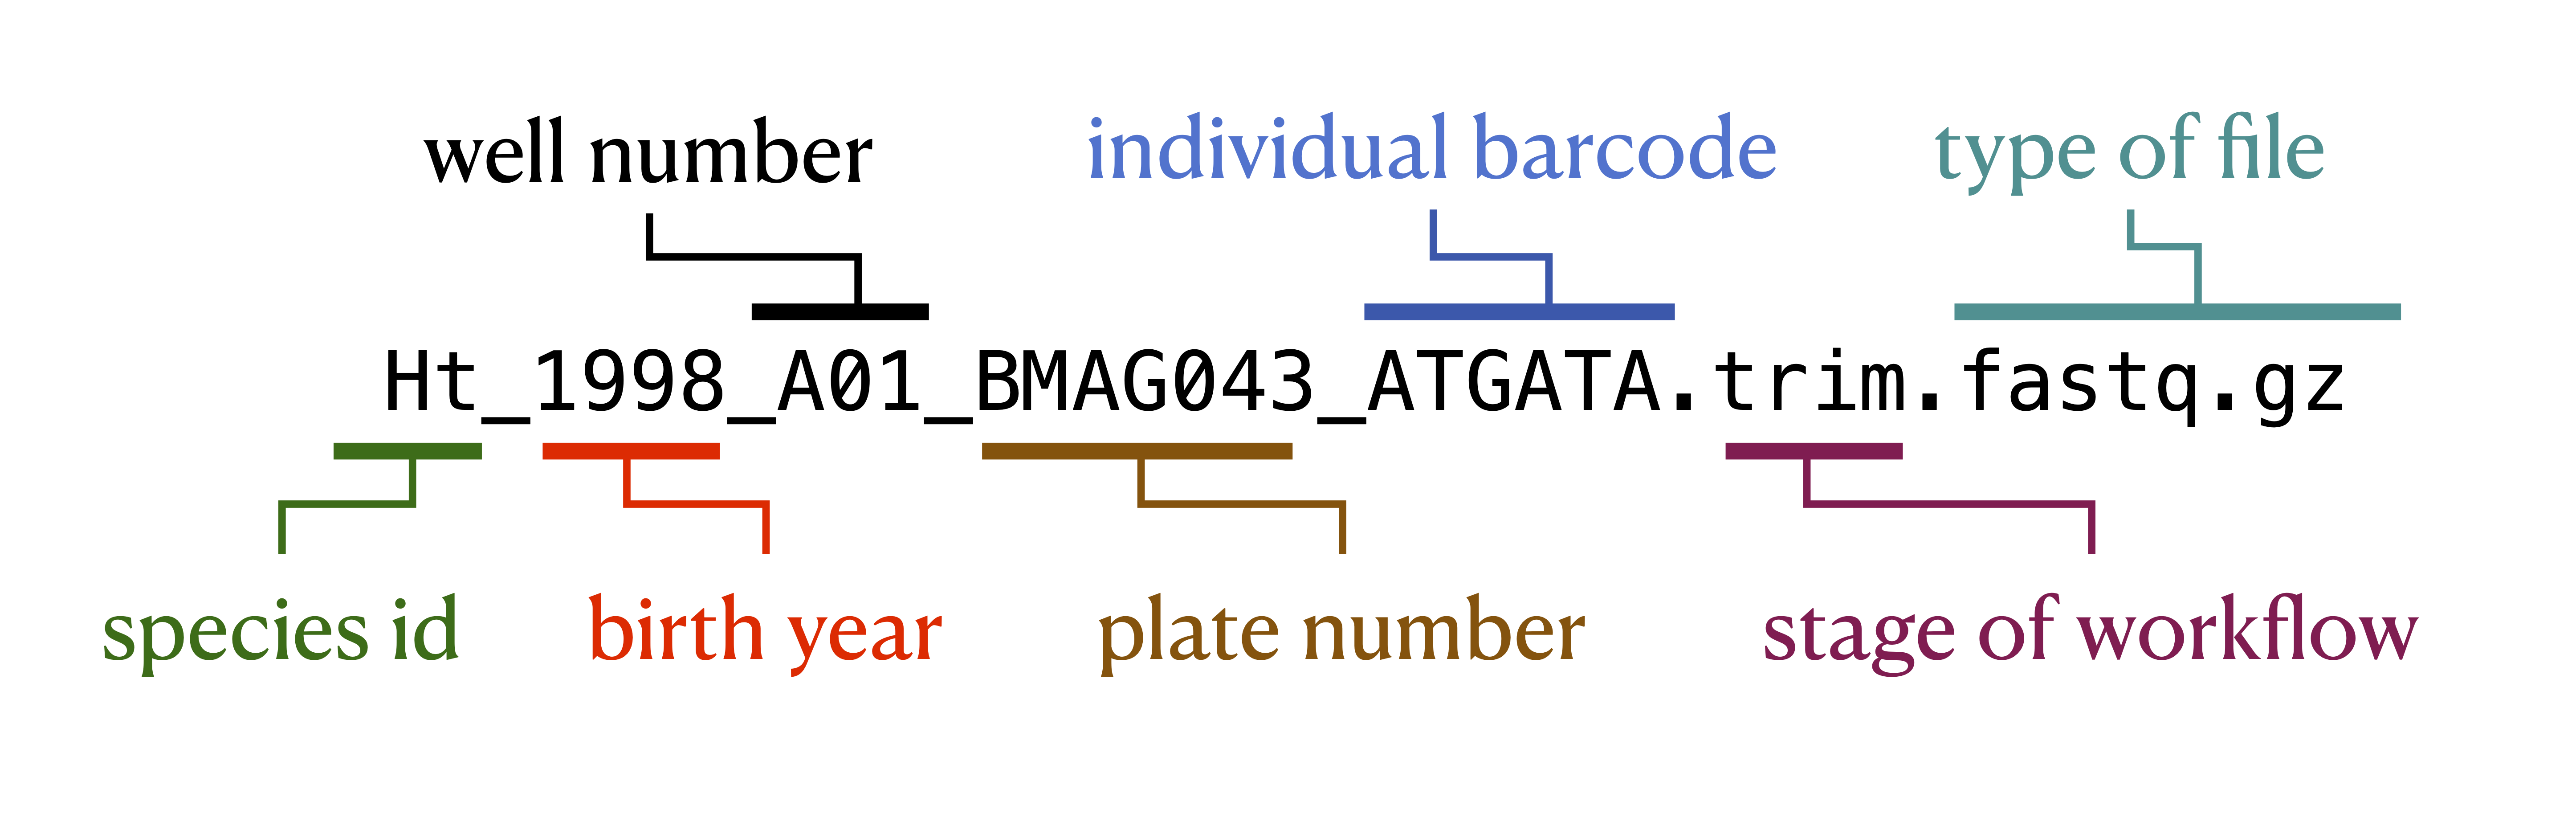 well number individual barcode type of file
Ht_1998_A01_BMAG043_ATGATA.trim.fastq.gz
species id birth year plate number stage of workflow